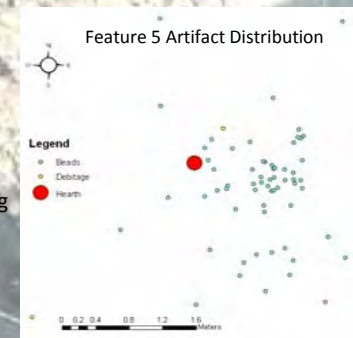 Feature 5 Artifact Distribution
N
Legend
Beads
Debitage
Hearth
g
0 0.2 0.4 0.8 1.2 1.6
Meters